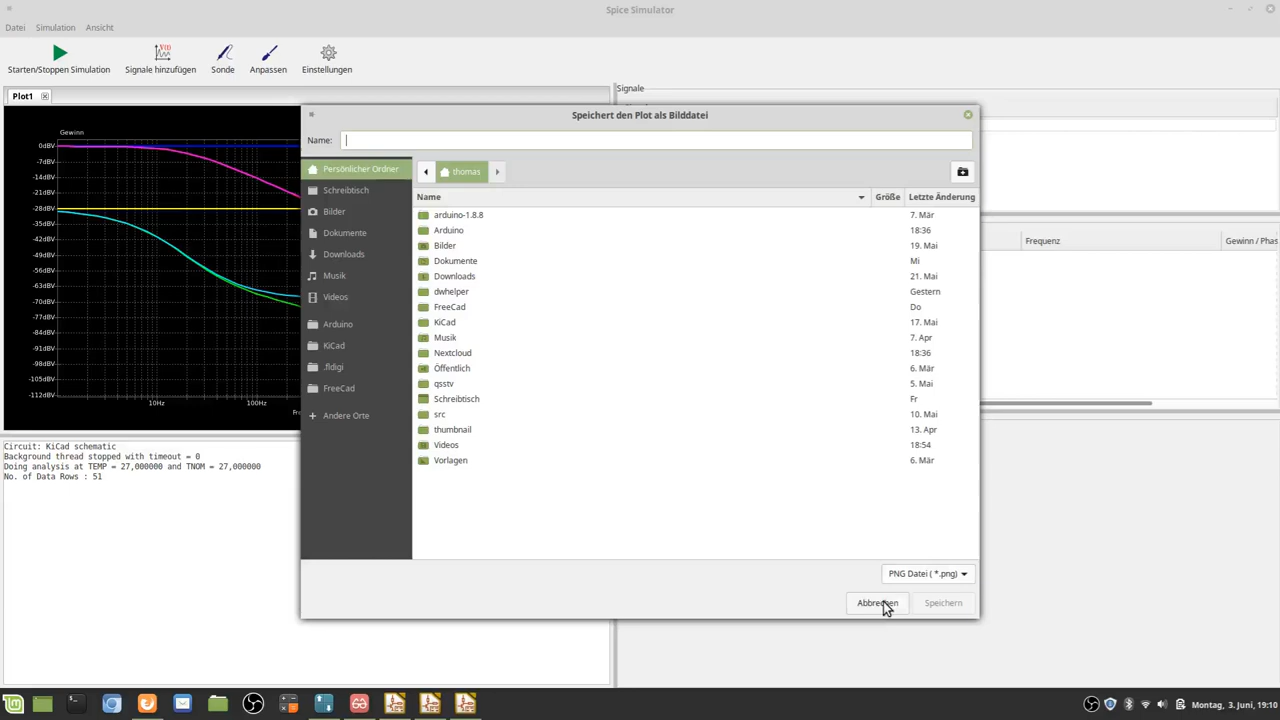 Spice Simulator
Datei Simulation Ansicht
Starten/Stoppen Simulation Signale hinzufügen Sonde Anpassen Einstellungen
V(t)
Plot1
Signale
Speichert den Plot als Bilddatei
Name:
Gewinn
0dBV
-7dBV
-14dBV
-21dBV
-28dBV
-35dBV
-42dBV
-49dBV
-56dBV
-63dBV
-70dBV
-77dBV
-84dBV
-91dBV
-98dBV
-105dBV
-112dBV
10Hz 100Hz
Persönlicher Ordner
Schreibtisch
Bilder
Dokumente
Downloads
Musik
Videos
Arduino
KiCad
.fldigi
FreeCad
Andere Orte
thomas
Name Größe Letzte Änderung
arduino-1.8.8 7. Mär
Arduino 18:36
Bilder 19. Mai
Dokumente Mi
Downloads 21. Mai
dwhelper Gestern
FreeCad Do
KiCad 17. Mai
Musik 7. Apr
Nextcloud 18:36
Öffentlich 6. Mär
qsstv 5. Mai
Schreibtisch Fr
src 10. Mai
thumbnail 13. Apr
Videos 18:54
Vorlagen 6. Mär
PNG Datei ( *.png)
Abbrechen Speichern
Frequenz Gewinn / Phas
Circuit: KiCad schematic
Background thread stopped with timeout = 0
Doing analysis at TEMP = 27,000000 and TNOM = 27,000000
No. of Data Rows : 51
Montag, 3. Juni, 19:10